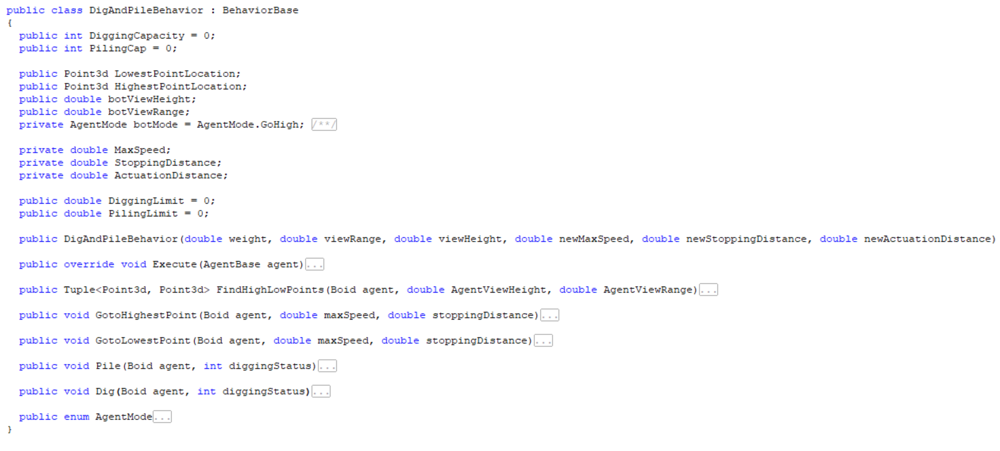 public class DigAndPileBehavior : BehaviorBase
{
  public int DiggingCapacity = 0;
  public int PilingCap = 0;

  public Point3d LowestPointLocation;
  public Point3d HighestPointLocation;
  public double botViewHeight;
  public double botViewRange;
  private AgentMode botMode = AgentMode.GoHigh; /**/

  private double MaxSpeed;
  private double StoppingDistance;
  private double ActuationDistance;

  public double DiggingLimit = 0;
  public double PilingLimit = 0;

  public DigAndPileBehavior(double weight, double viewRange, double viewHeight, double newMaxSpeed, double newStoppingDistance, double newActuationDistance)

  public override void Execute(AgentBase agent)...

  public Tuple<Point3d, Point3d> FindHighLowPoints(Boid agent, double AgentViewHeight, double AgentViewRange)...

  public void GotoHighestPoint(Boid agent, double maxSpeed, double stoppingDistance)...

  public void GotoLowestPoint(Boid agent, double maxSpeed, double stoppingDistance)...

  public void Pile(Boid agent, int diggingStatus)...

  public void Dig(Boid agent, int diggingStatus)...

  public enum AgentMode...
}